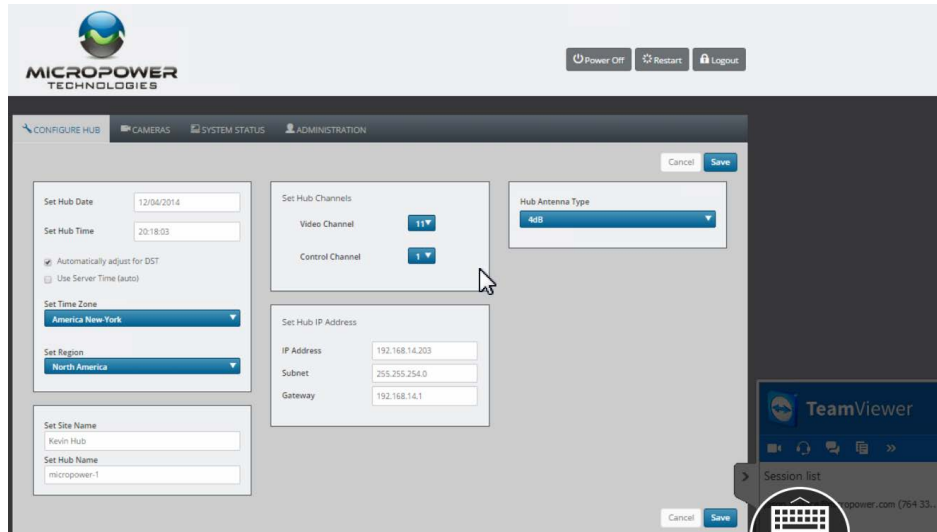 MICROPOWER
TECHNOLOGIES
Power Off Restart Logout
CONFIGURE HUB CAMERAS SYSTEM STATUS ADMINISTRATION
Cancel Save
Set Hub Date 12/04/2014
Set Hub Time 20:18:03
Automatically adjust for DST
Use Server Time (auto)
Set Time Zone
America New-York
Set Region
North America
Set Site Name
Kevin Hub
Set Hub Name
micropower-1
Set Hub Channels
Video Channel 11
Control Channel 1
Set Hub IP Address
IP Address 192.168.14.203
Subnet 255.255.254.0
Gateway 192.168.14.1
Hub Antenna Type
4dB
Cancel Save
TeamViewer
Session list
ropower.com (764 33...